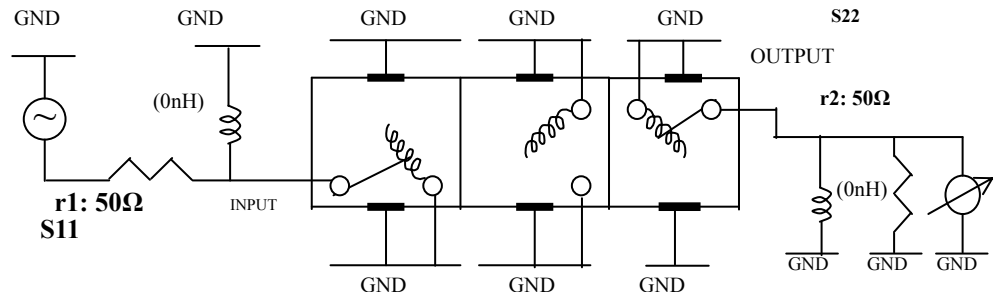 GND
GND
GND
GND
GND
S22
OUTPUT
(0nH)
r2: 50Ω
r1: 50Ω
S11
INPUT
(0nH)
GND
GND
GND
GND
GND
GND